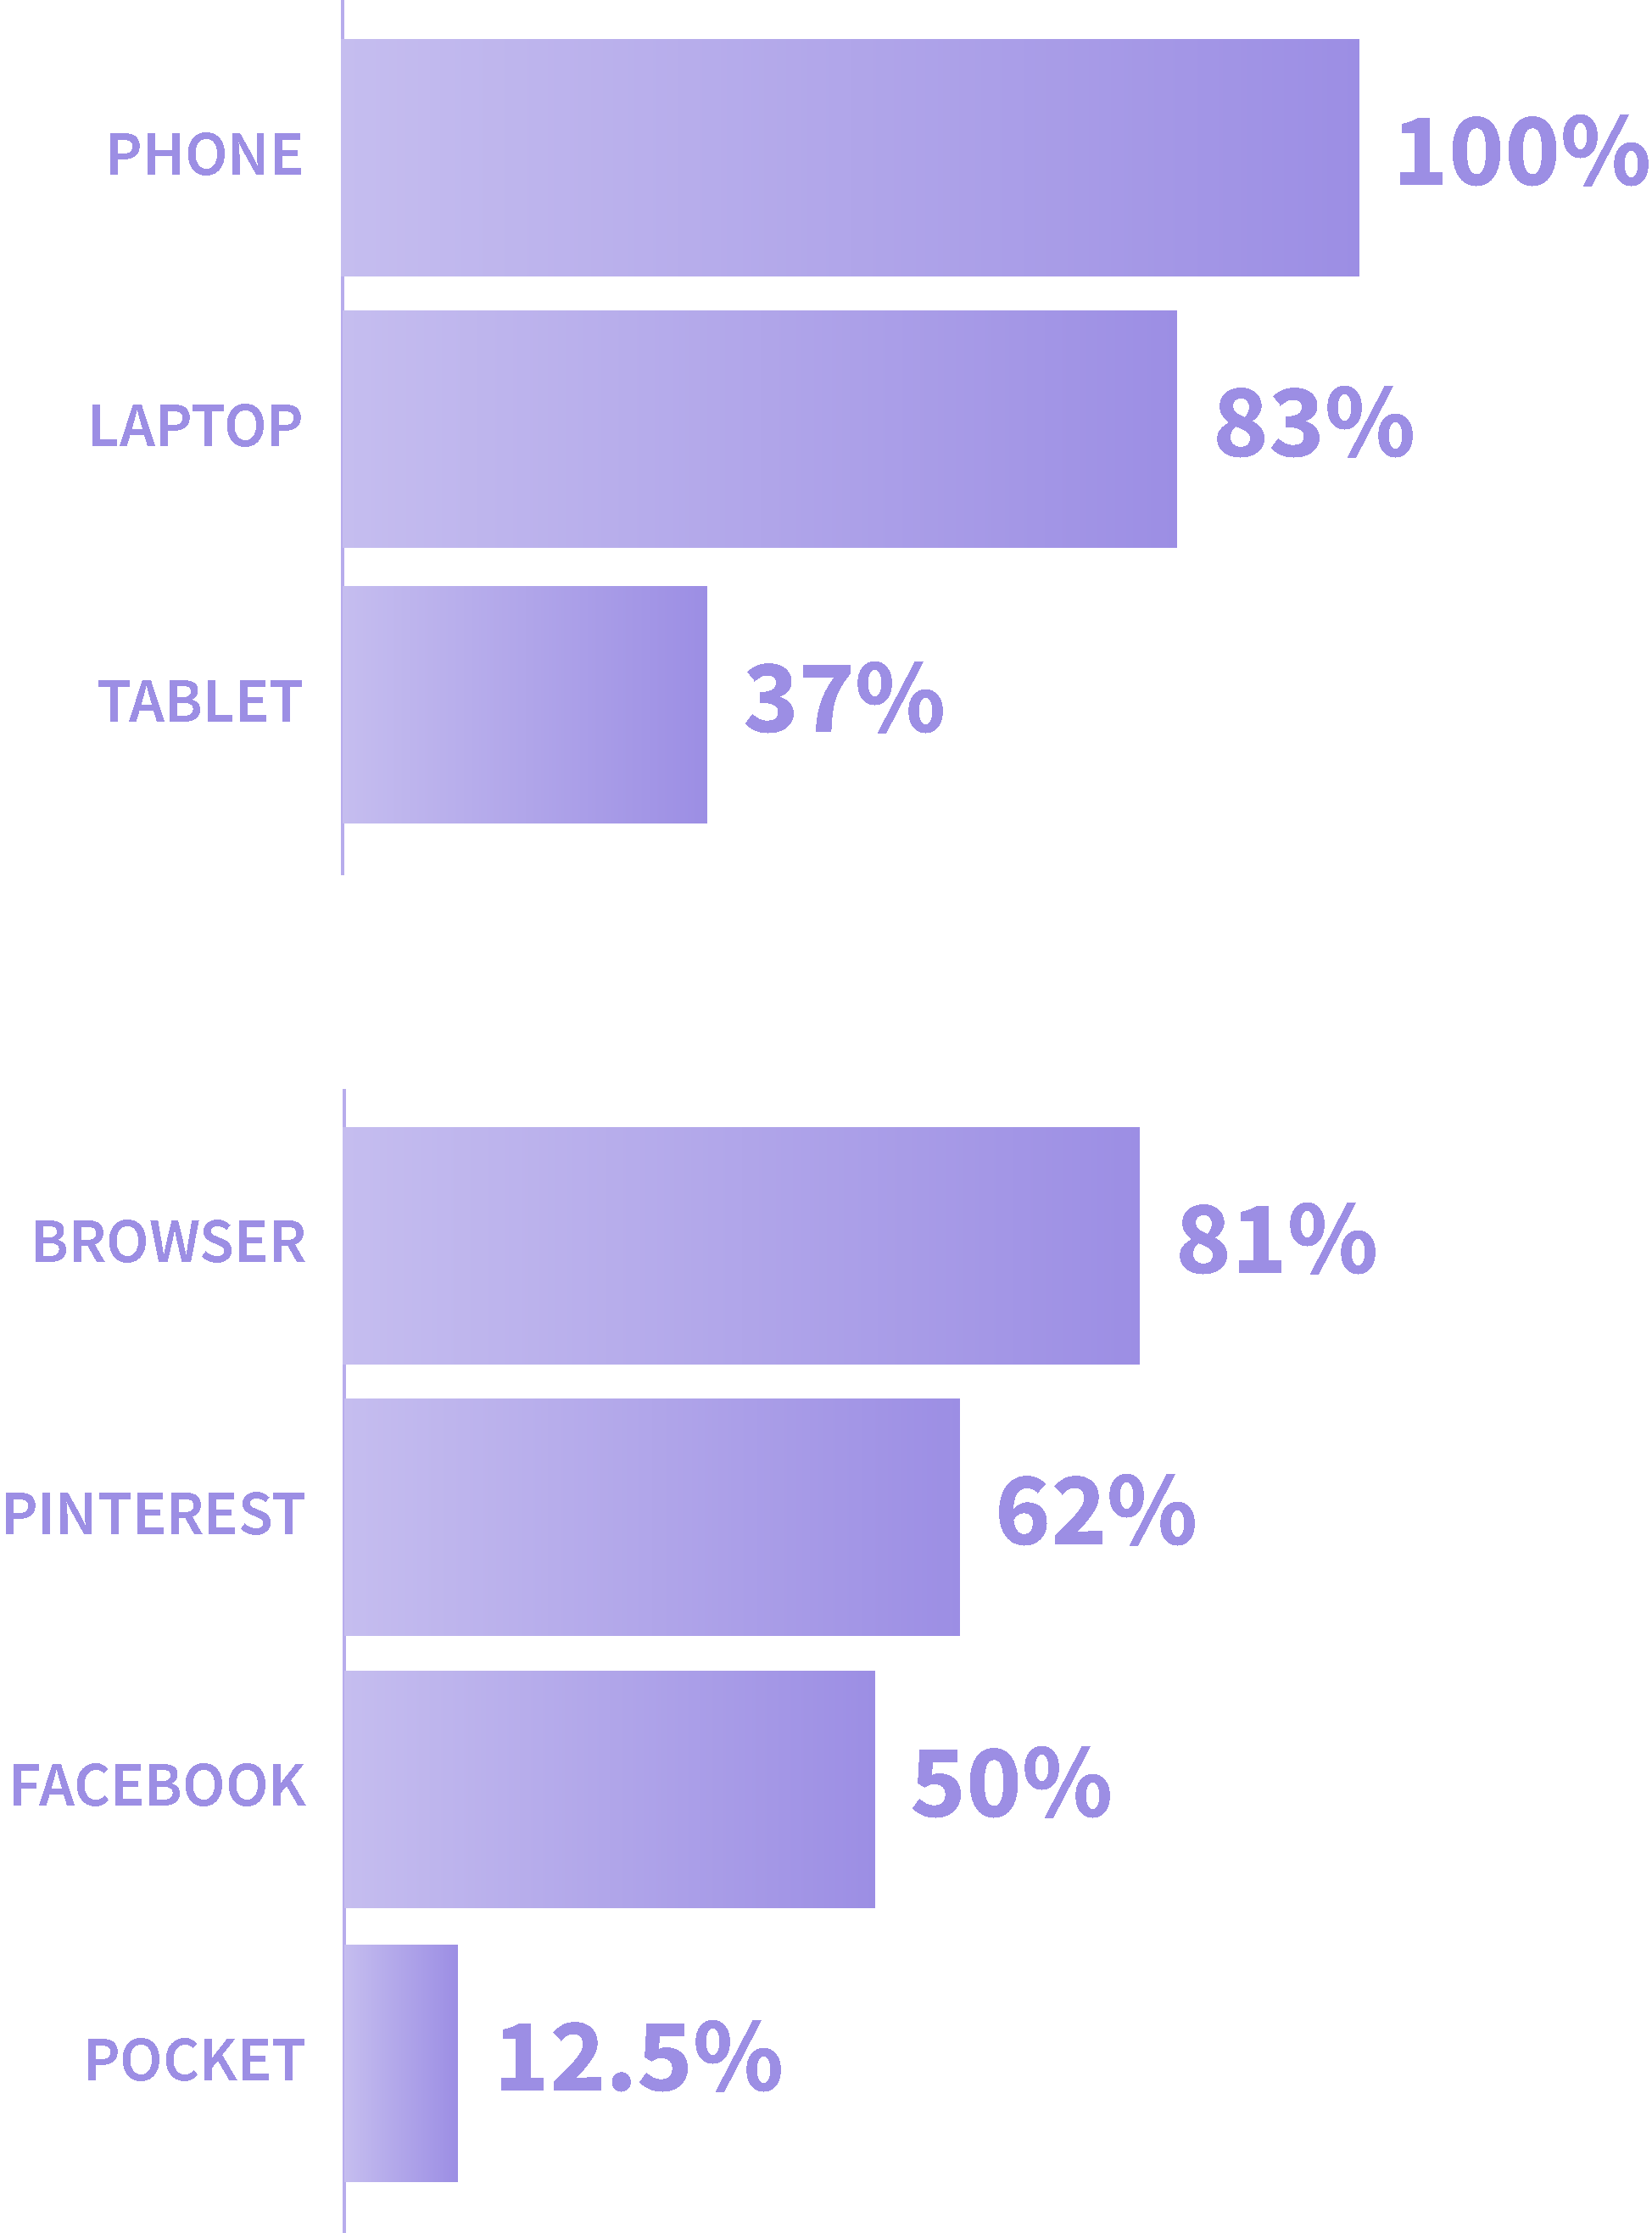 PHONE 100%
LAPTOP 83%
TABLET 37%
BROWSER 81%
PINTEREST 62%
FACEBOOK 50%
POCKET 12.5%